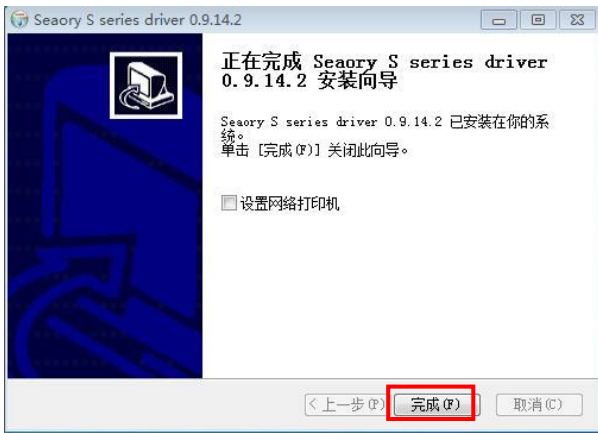 Seaory S series driver 0.9.14.2
正在完成 Seaory S series driver
0.9.14.2 安装向导
Seaory S series driver 0.9.14.2 已安装在你的系
统。
单击 [完成(F)] 关闭此向导。
设置网络打印机
<上一步(P) 完成(F) 取消(C)